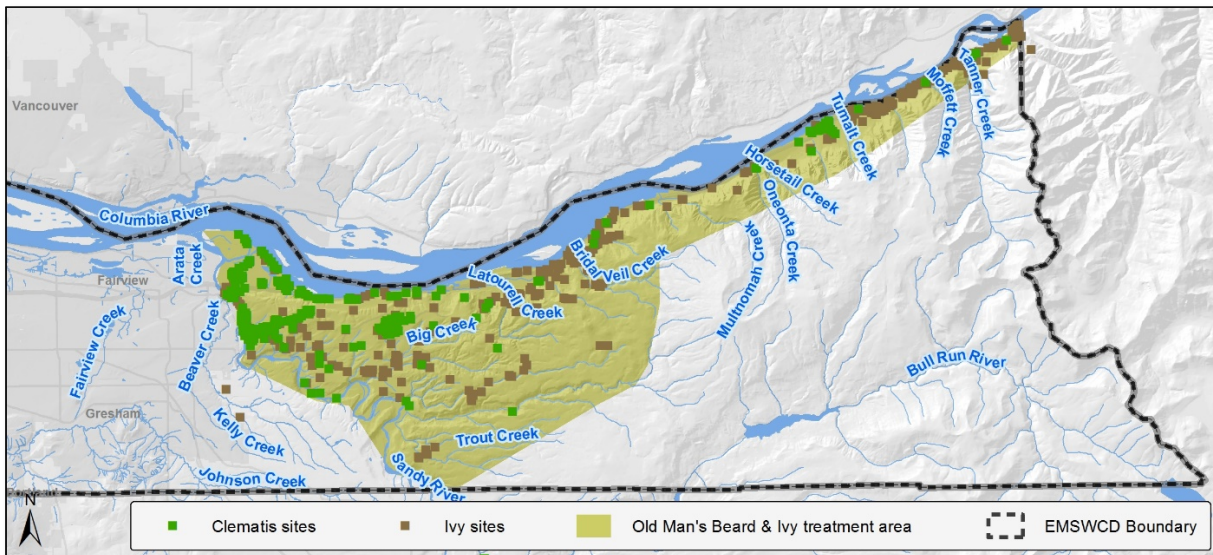 Vancouver
Columbia River
Arata
Creek
Fairview
Fairview Creek
Beaver Creek
Gresham
Kelly Creek
Johnson Creek
Sandy River
Trout Creek
Big Creek
Latourell Creek
Bridal Veil Creek
Multnomah Creek
Oneonta Creek
Horsetail Creek
Tumalt Creek
Moffett Creek
Tanner Creek
Bull Run River
N
Clematis sites
Ivy sites
Old Man's Beard & Ivy treatment area
EMSWCD Boundary